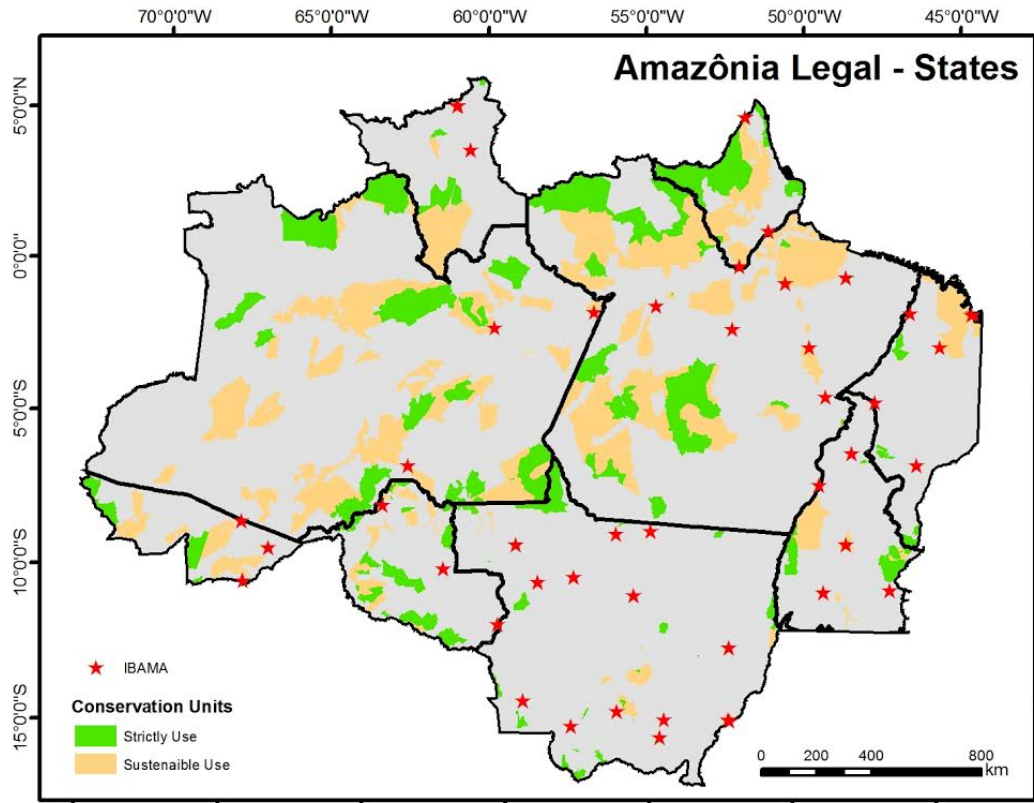 70°0'0"W 65°0'0"W 60°0'0"W 55°0'0"W 50°0'0"W 45°0'0"W
Amazônia Legal - States
5°0'0"N
0°0'0"
5°0'0"S
10°0'0"S
15°0'0"S
IBAMA
Conservation Units
Strictly Use
Sustenaible Use
0 200 400 800
km